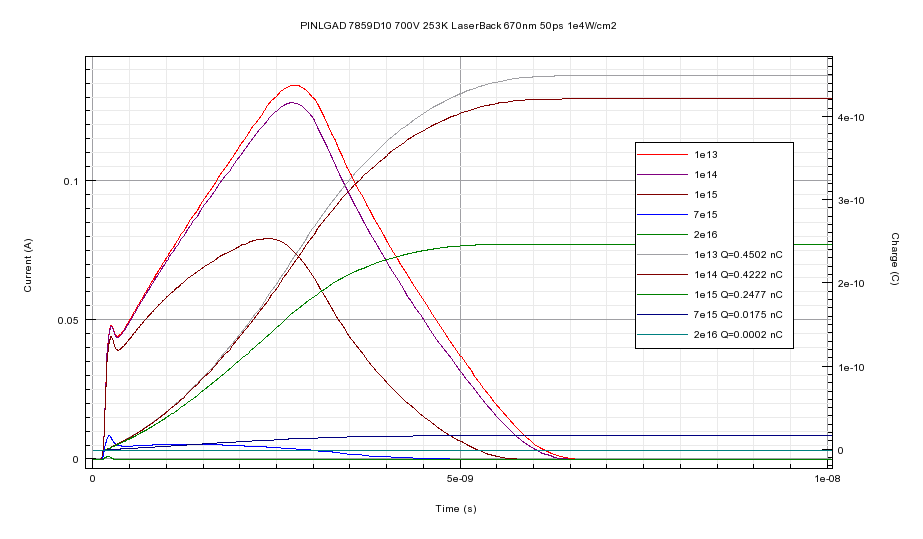 PINLGAD 7859D10 700V 253K LaserBack 670nm 50ps 1e4W/cm2
0.1
0.05
0
Current (A)
4e-10
3e-10
2e-10
1e-10
0
Charge (C)
1e13
1e14
1e15
7e15
2e16
1e13 Q=0.4502 nC
1e14 Q=0.4222 nC
1e15 Q=0.2477 nC
7e15 Q=0.0175 nC
2e16 Q=0.0002 nC
0
5e-09
1e-08
Time (s)